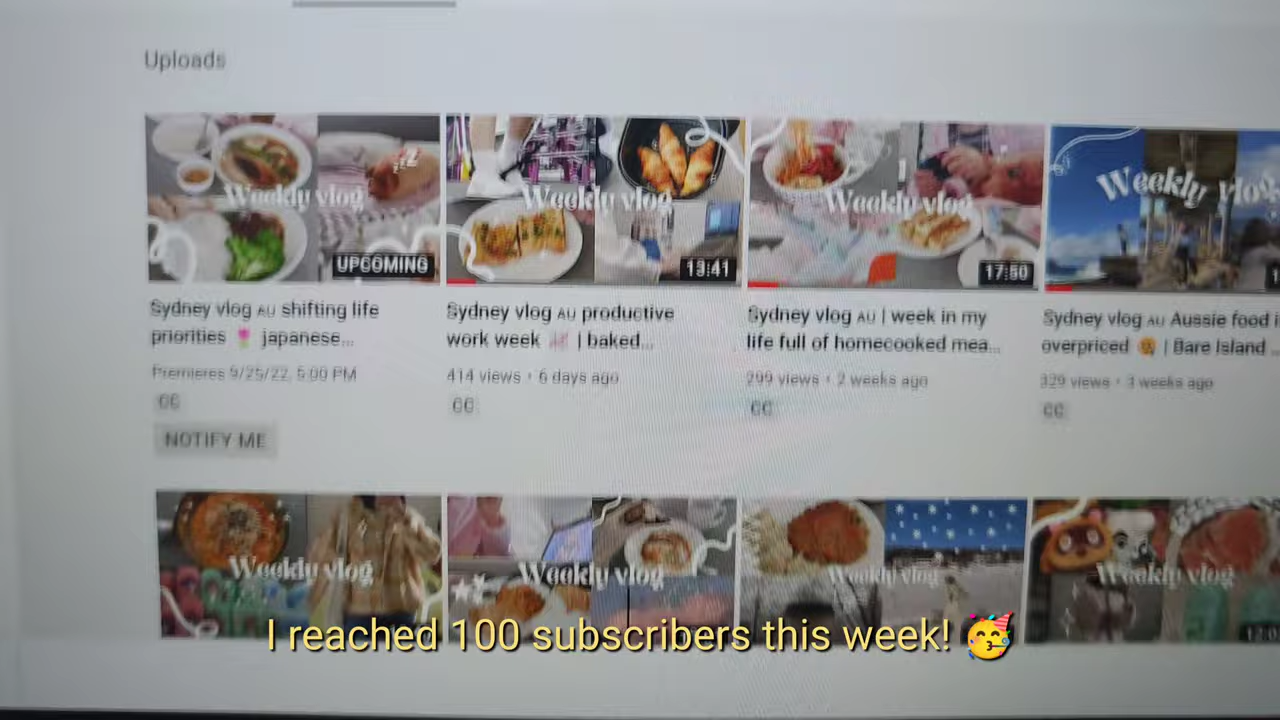 Uploads
Weekly vlog
UPCOMING
Sydney vlog AU shifting life
priorities 🌷 japanese...
Premieres 9/25/22, 5:00 PM
CC
NOTIFY ME
Weekly vlog
13:41
Sydney vlog AU productive
work week | baked...
414 views • 6 days ago
CC
Weekly vlog
17:50
Sydney vlog AU | week in my
life full of homecooked mea...
299 views • 2 weeks ago
CC
Weekly vlog
Sydney vlog AU Aussie food i
overpriced | Bare Island ...
329 views • 3 weeks ago
CC
Weekly vlog
Weekly vlog
Weekly vlog
Weekly vlog
I reached 100 subscribers this week! 🥳